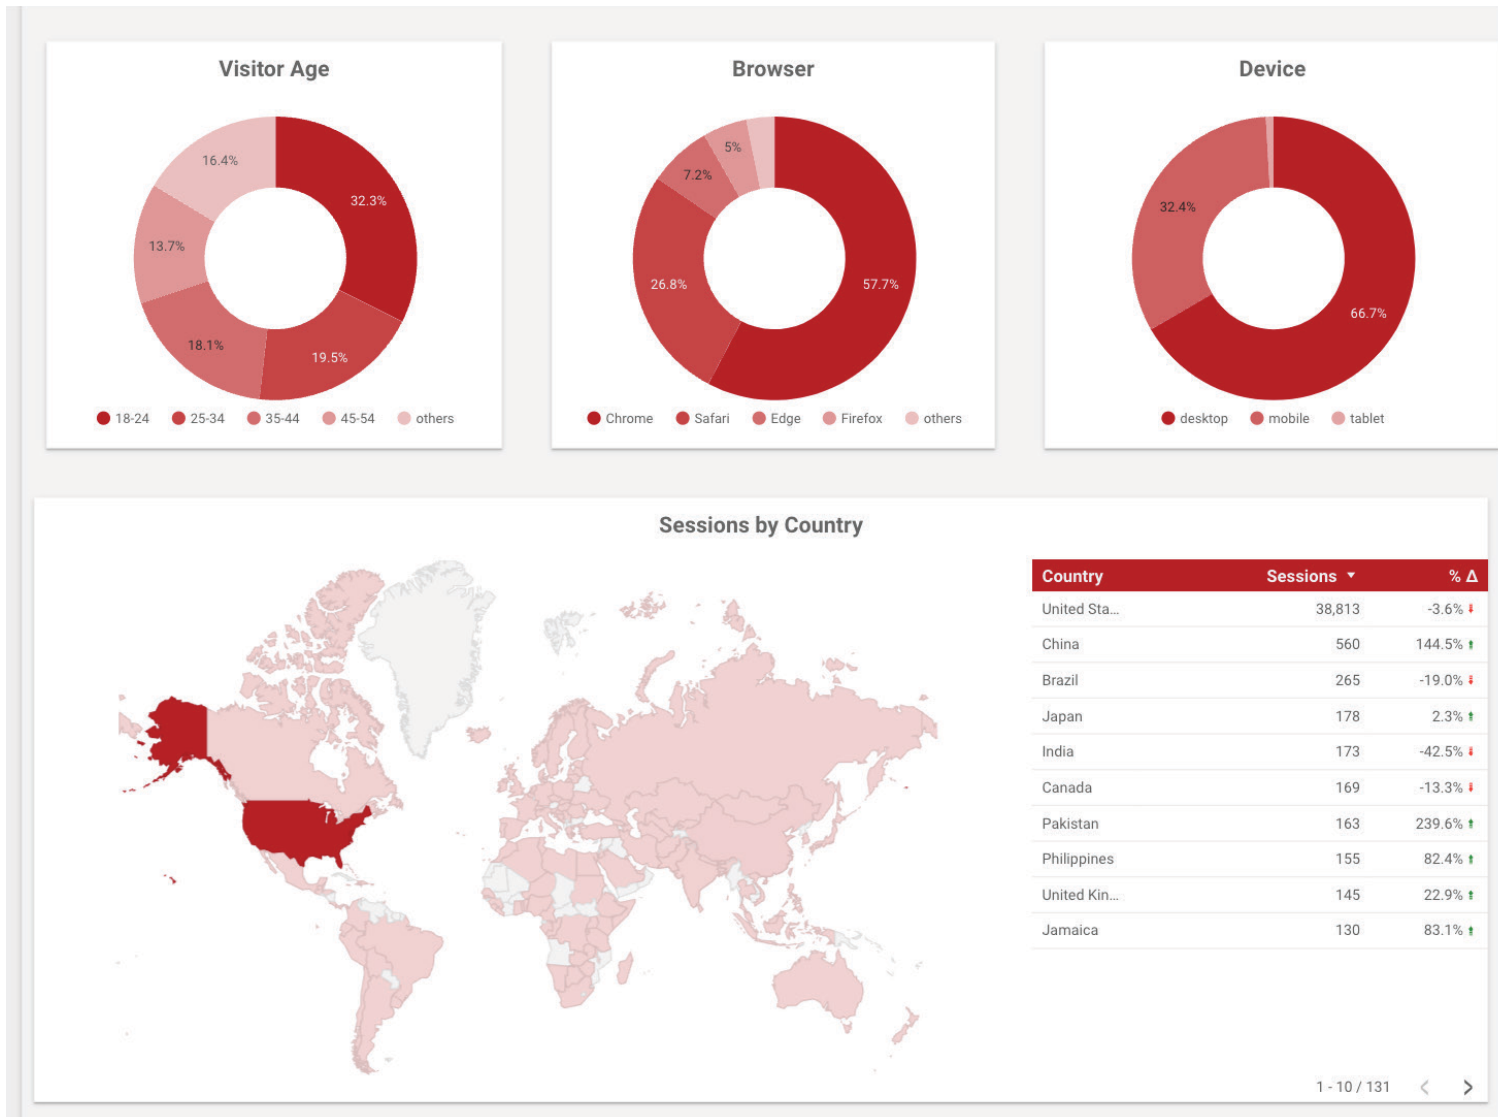 Visitor Age
16.4%
32.3%
13.7%
18.1%
19.5%
18-24 25-34 35-44 45-54 others
Browser
5%
7.2%
26.8%
57.7%
Chrome Safari Edge Firefox others
Device
32.4%
66.7%
desktop mobile tablet
Sessions by Country
Country Sessions % Δ
United Sta... 38,813 -3.6%
China 560 144.5%
Brazil 265 -19.0%
Japan 178 2.3%
India 173 -42.5%
Canada 169 -13.3%
Pakistan 163 239.6%
Philippines 155 82.4%
United Kin... 145 22.9%
Jamaica 130 83.1%
1 - 10 / 131